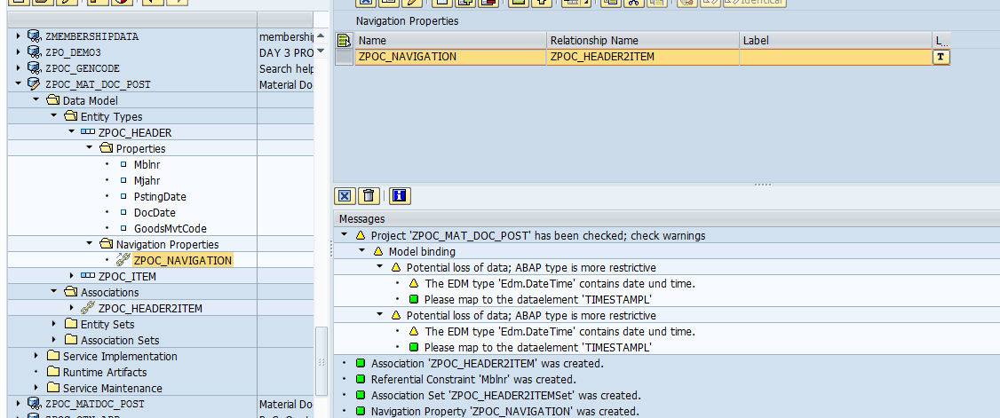 Identical
Navigation Properties
Name Relationship Name Label L...
ZPOC_NAVIGATION ZPOC_HEADER2ITEM T
ZMEMBERSHIPDATA membership
ZPO_DEMO3 DAY 3 PRO
ZPOC_GENCODE Search help
ZPOC_MAT_DOC_POST Material Do
Data Model
Entity Types
ZPOC_HEADER
Properties
Mblnr
Mjahr
PstingDate
DocDate
GoodsMvtCode
Navigation Properties
ZPOC_NAVIGATION
ZPOC_ITEM
Associations
ZPOC_HEADER2ITEM
Entity Sets
Association Sets
Service Implementation
Runtime Artifacts
Service Maintenance
ZPOC_MATDOC_POST Material Do
Messages
Project 'ZPOC_MAT_DOC_POST' has been checked; check warnings
Model binding
Potential loss of data; ABAP type is more restrictive
The EDM type 'Edm.DateTime' contains date und time.
Please map to the dataelement 'TIMESTAMPL'
Potential loss of data; ABAP type is more restrictive
The EDM type 'Edm.DateTime' contains date und time.
Please map to the dataelement 'TIMESTAMPL'
Association 'ZPOC_HEADER2ITEM' was created.
Referential Constraint 'Mblnr' was created.
Association Set 'ZPOC_HEADER2ITEMSet' was created.
Navigation Property 'ZPOC_NAVIGATION' was created.